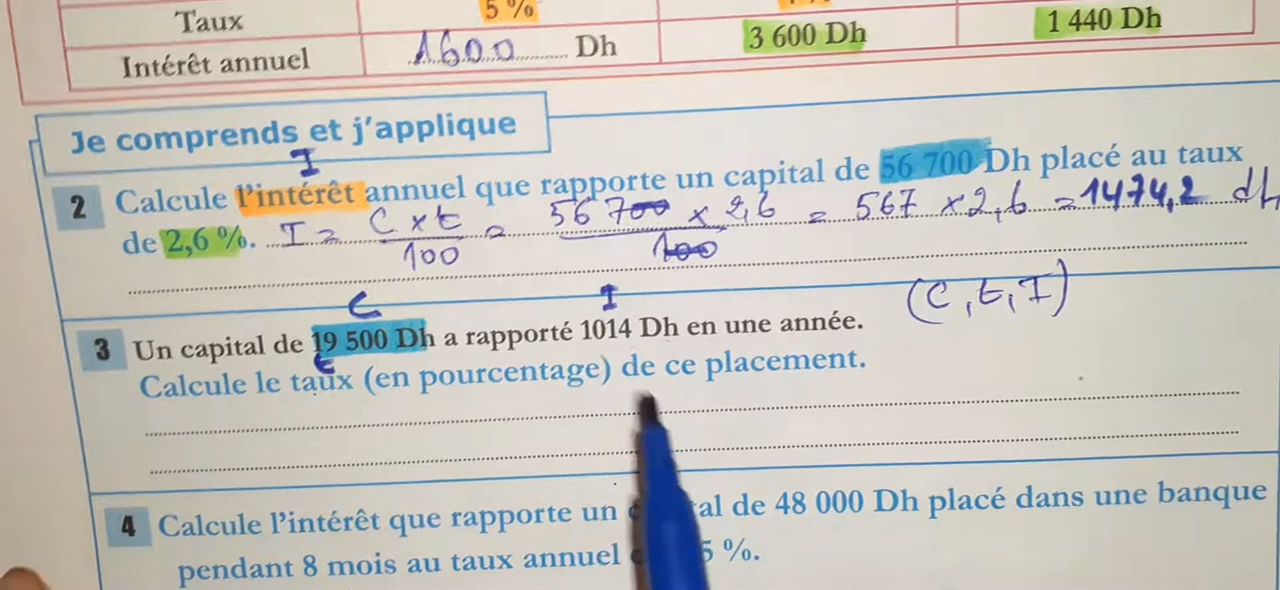 Taux 5 %
Intérêt annuel 1600 Dh 3 600 Dh 1 440 Dh
Je comprends et j'applique
I
2 Calcule l'intérêt annuel que rapporte un capital de 56 700 Dh placé au taux
de 2,6 %. I = C x t / 100 = 56 700 x 2,6 / 100 = 567 x 2,6 = 1474,2 dh
C I (C, t, I)
3 Un capital de 19 500 Dh a rapporté 1014 Dh en une année.
t
Calcule le taux (en pourcentage) de ce placement.
4 Calcule l'intérêt que rapporte un de 48 000 Dh placé dans une banque
pendant 8 mois au taux annuel %.